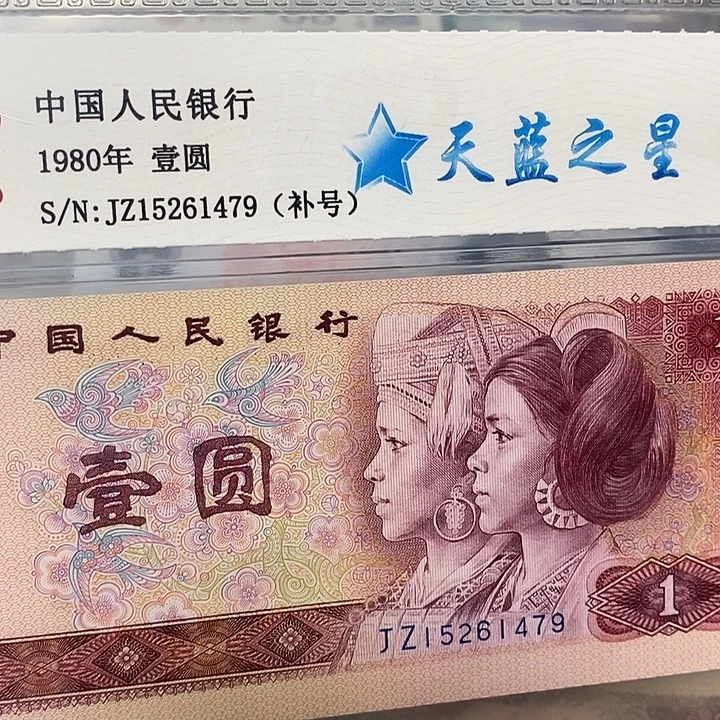 中国人民银行
1980年 壹圆
S/N:JZ15261479（补号）
天蓝之星
中国人民银行
壹圆
JZ15261479
1